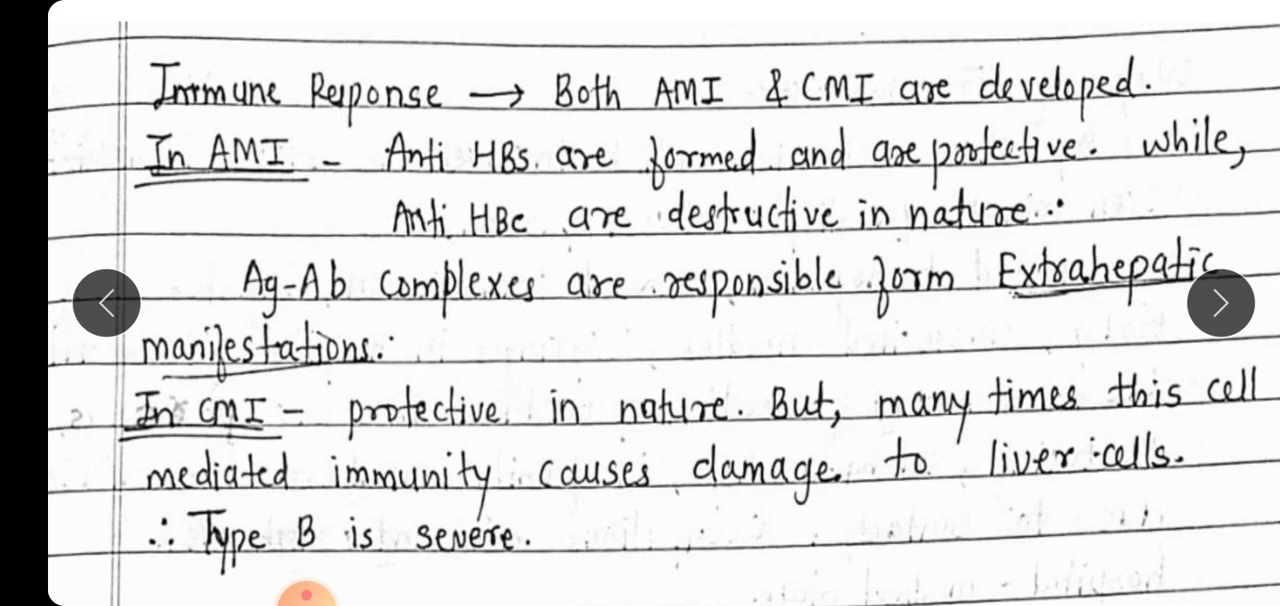 Immune Response → Both AMI & CMI are developed.
In AMI - Anti HBs are formed and are protective. while,
Anti HBc are destructive in nature.
Ag-Ab complexes are responsible form Extrahepatic
manifestations.
In CMI - protective in nature. But, many times this cell
mediated immunity causes damage to liver cells.
∴ Type B is severe.